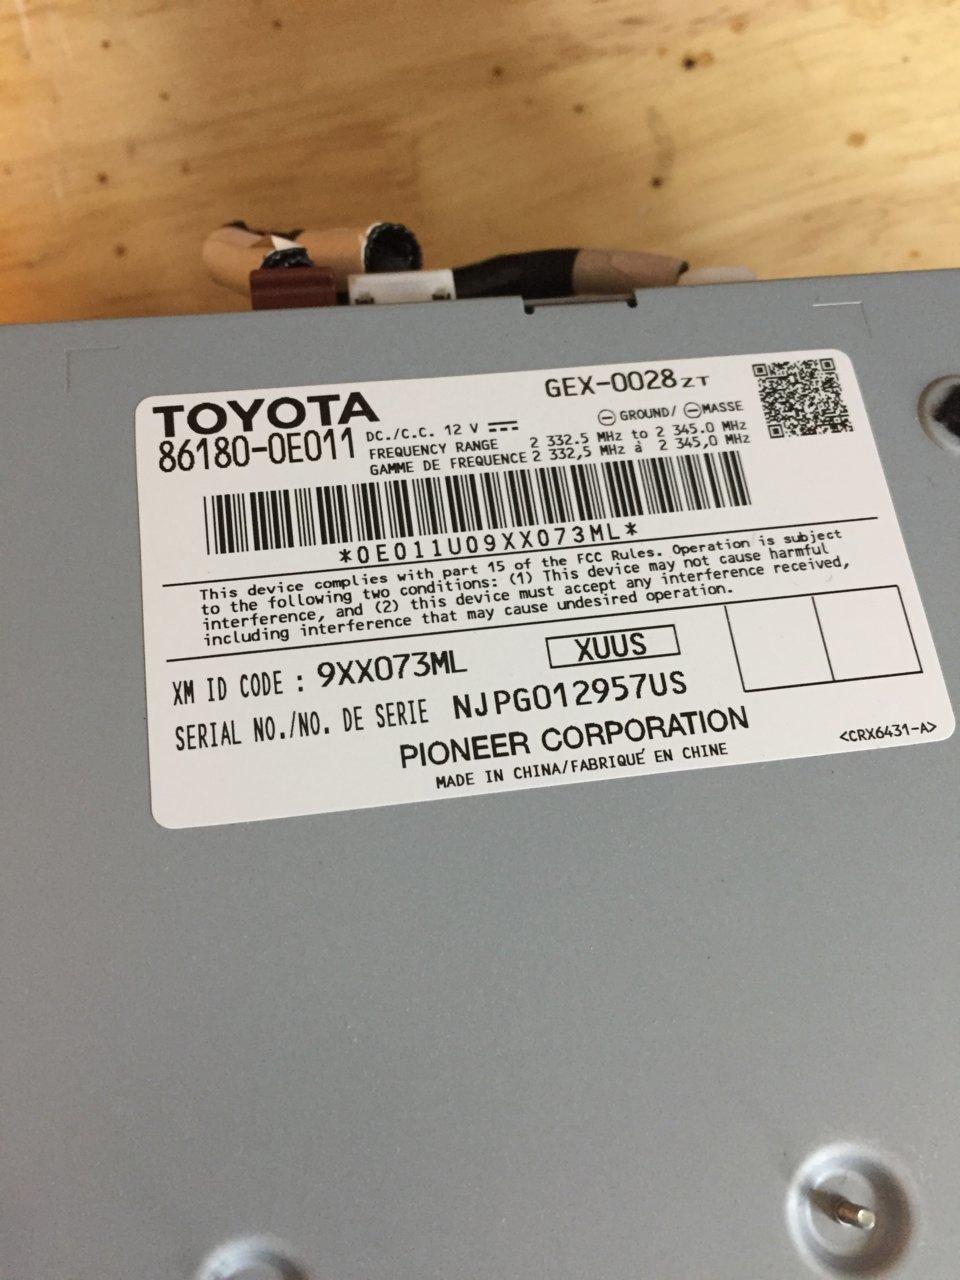 TOYOTA
GEX-0028ZT
86180-0E011
DC./C.C. 12 V
GROUND/ MASSE
FREQUENCY RANGE 2 332.5 MHz to 2 345.0 MHz
GAMME DE FREQUENCE 2 332,5 MHz à 2 345,0 MHz
*0E011U09XX073ML*
This device complies with part 15 of the FCC Rules. Operation is subject
to the following two conditions: (1) This device may not cause harmful
interference, and (2) this device must accept any interference received,
including interference that may cause undesired operation.
XM ID CODE : 9XX073ML
XUUS
SERIAL NO./NO. DE SERIE NJPG012957US
PIONEER CORPORATION
MADE IN CHINA/FABRIQUÉ EN CHINE
<CRX6431-A>